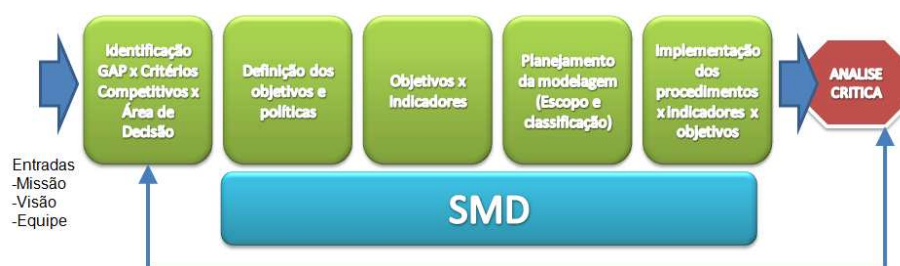 Identificação
GAP x Critérios
Competitivos x
Área de
Decisão
Definição dos
objetivos e
políticas
Objetivos x
Indicadores
Planejamento
da modelagem
(Escopo e
classificação)
Implementação
dos
procedimentos
x indicadores x
objetivos
ANALISE
CRITICA
Entradas
-Missão
-Visão
-Equipe
SMD